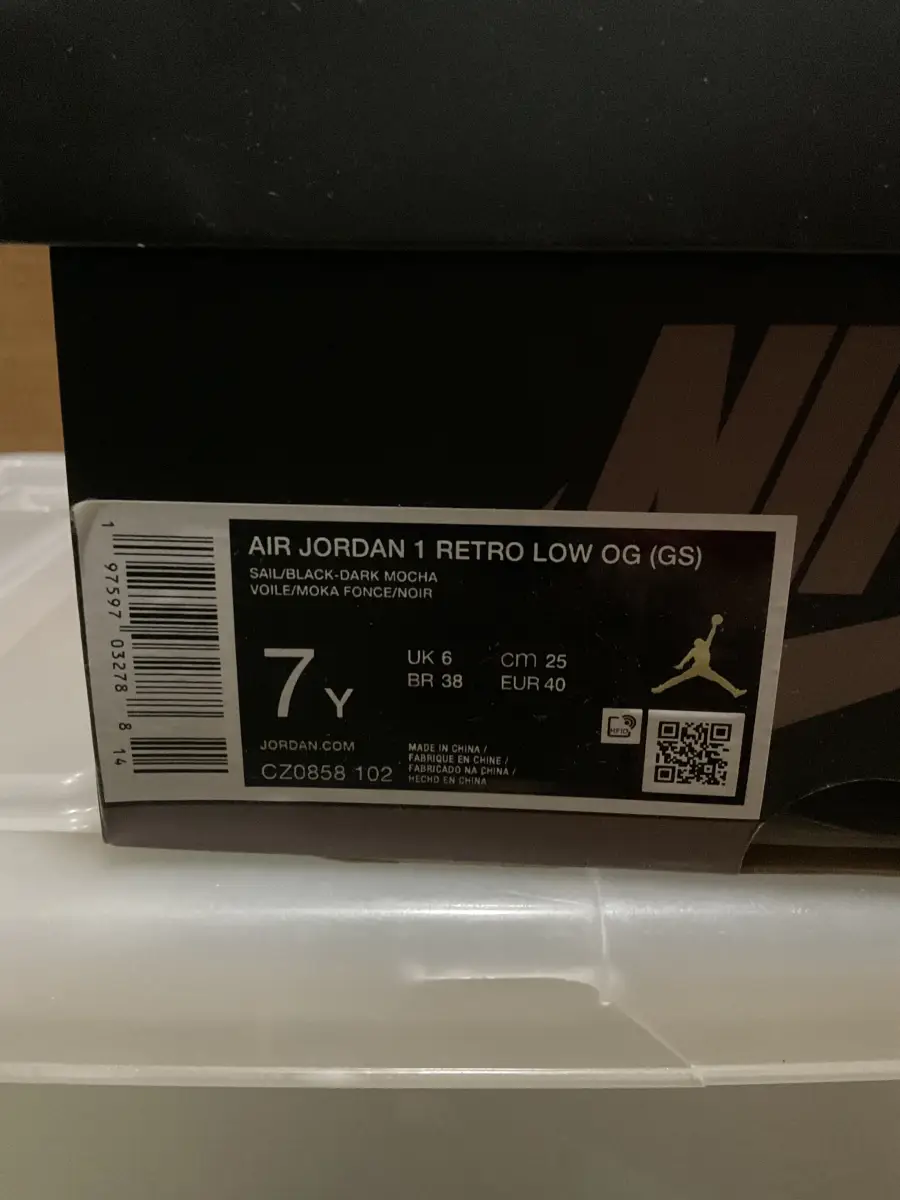 NI
1 97597 03278 8 14
AIR JORDAN 1 RETRO LOW OG (GS)
SAIL/BLACK-DARK MOCHA
VOILE/MOKA FONCE/NOIR
7 Y
UK 6
cm 25
BR 38
EUR 40
RFID
JORDAN.COM
CZ0858 102
MADE IN CHINA /
FABRIQUE EN CHINE /
FABRICADO NA CHINA /
HECHO EN CHINA